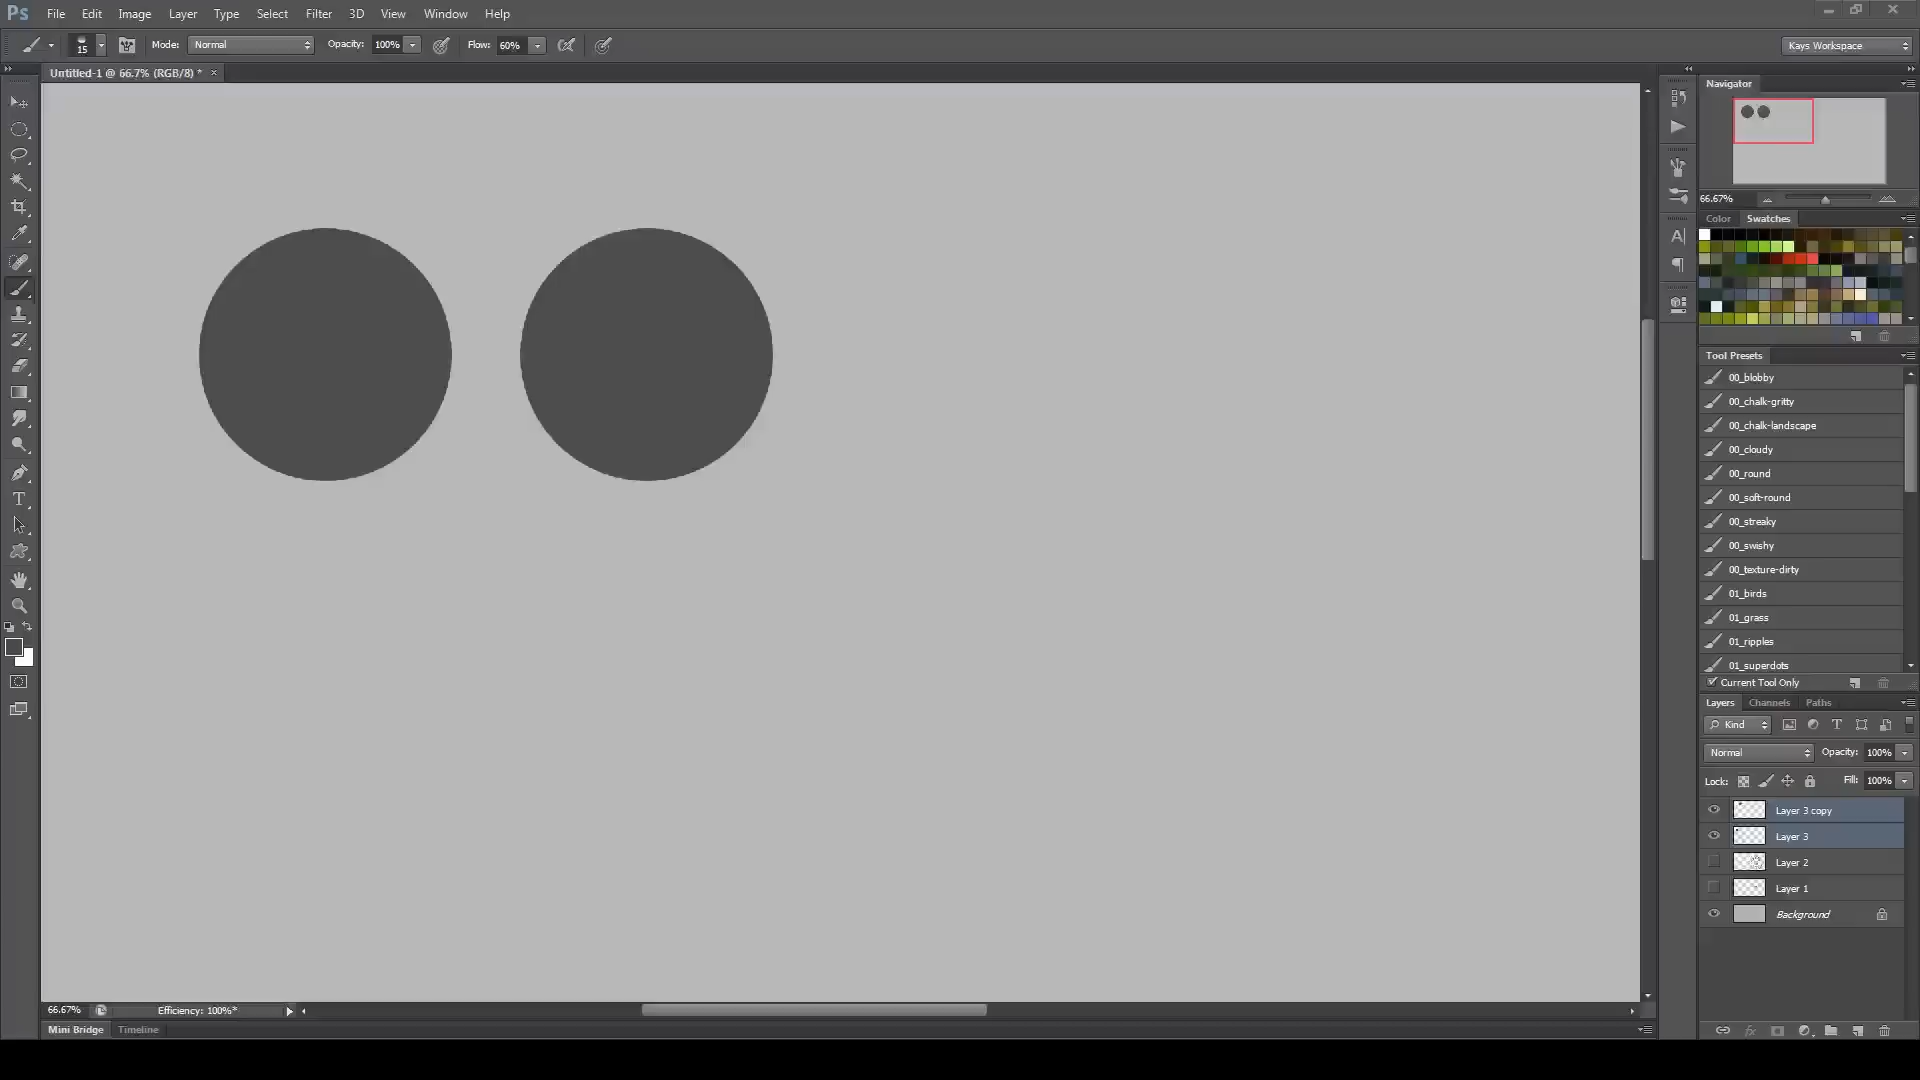 Ps File Edit Image Layer Type Select Filter 3D View Window Help
15 Mode: Normal Opacity: 100% Flow: 60% Kays Workspace
Untitled-1 @ 66.7% (RGB/8) *
Navigator
66.67%
Color Swatches
Tool Presets
00_blobby
00_chalk-gritty
00_chalk-landscape
00_cloudy
00_round
00_soft-round
00_streaky
00_swishy
00_texture-dirty
01_birds
01_grass
01_ripples
01_superdots
Current Tool Only
Layers Channels Paths
Kind
Normal Opacity: 100%
Lock: Fill: 100%
Layer 3 copy
Layer 3
Layer 2
Layer 1
Background
66.67% Efficiency: 100%*
Mini Bridge Timeline